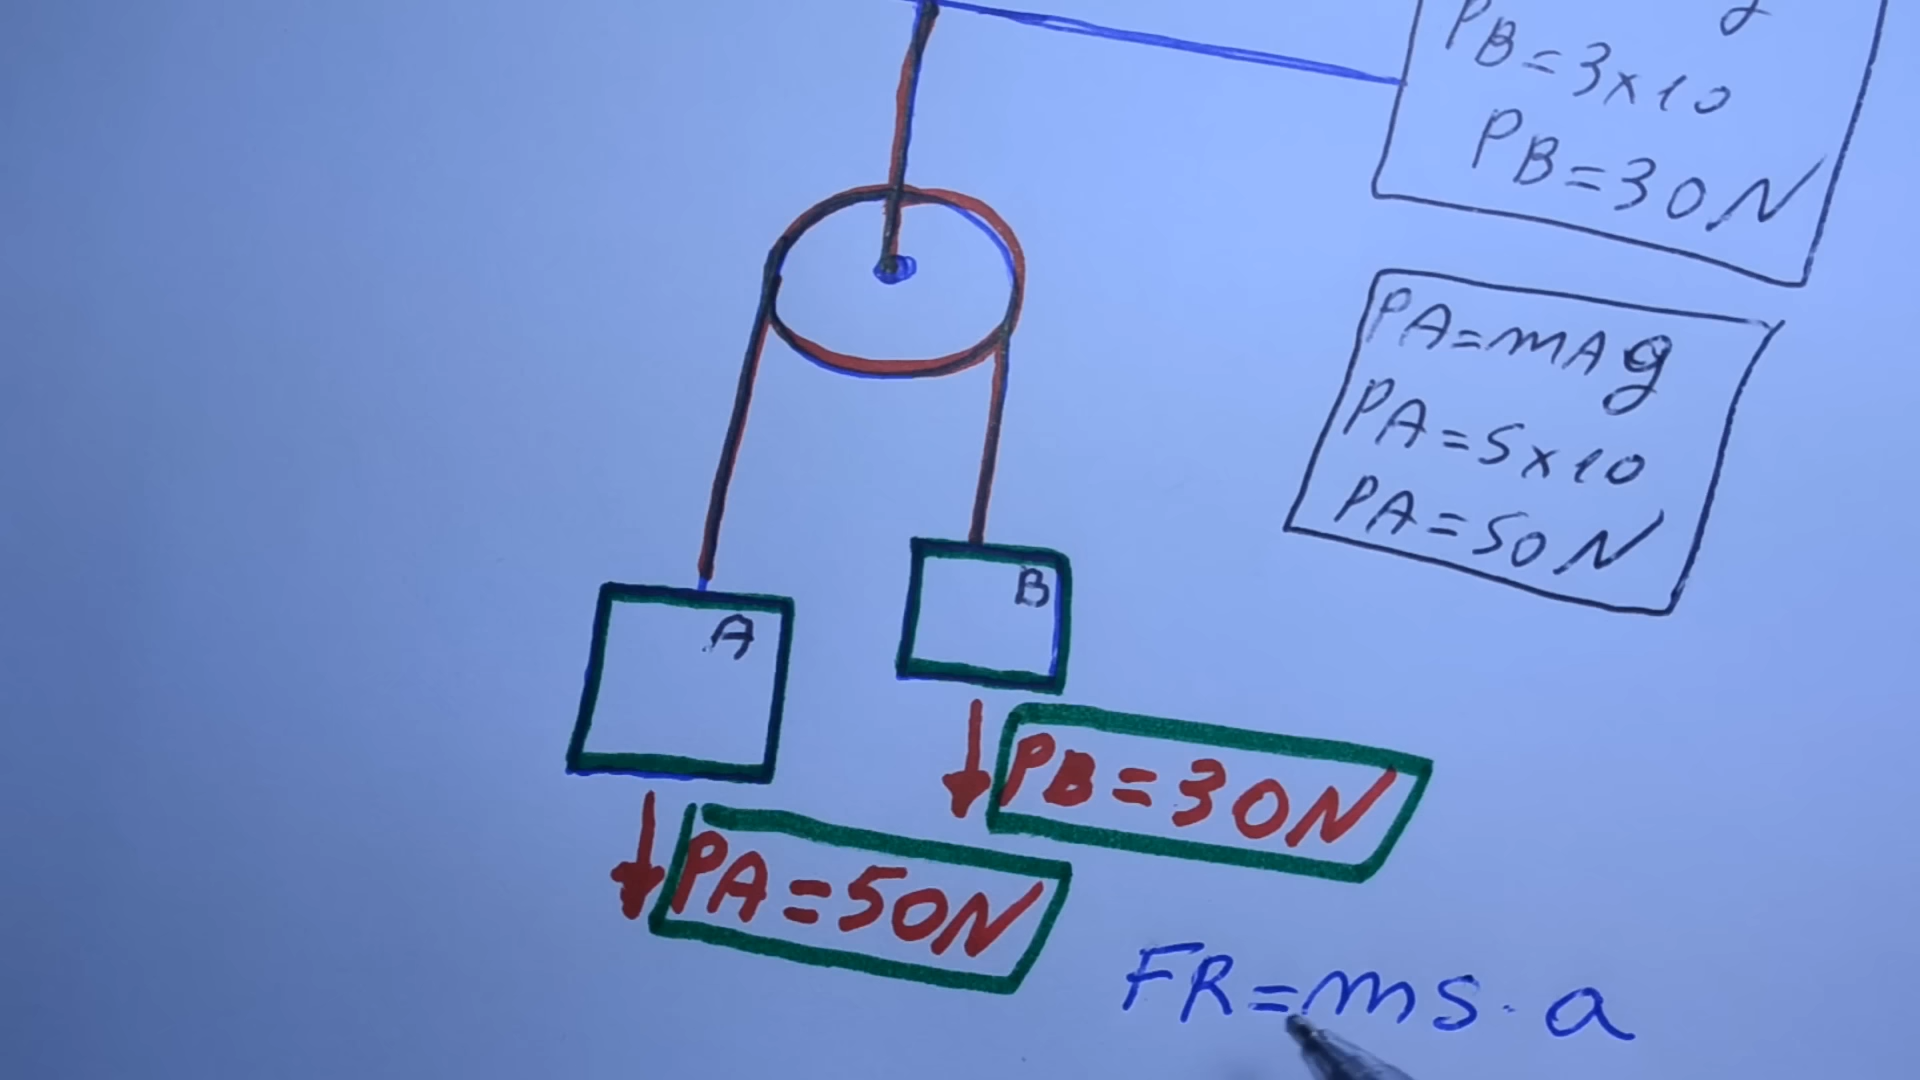 PB=3x10
PB=30N
PA=mAg
PA=5x10
PA=50N
A
B
PB=30N
PA=50N
FR=ms.a